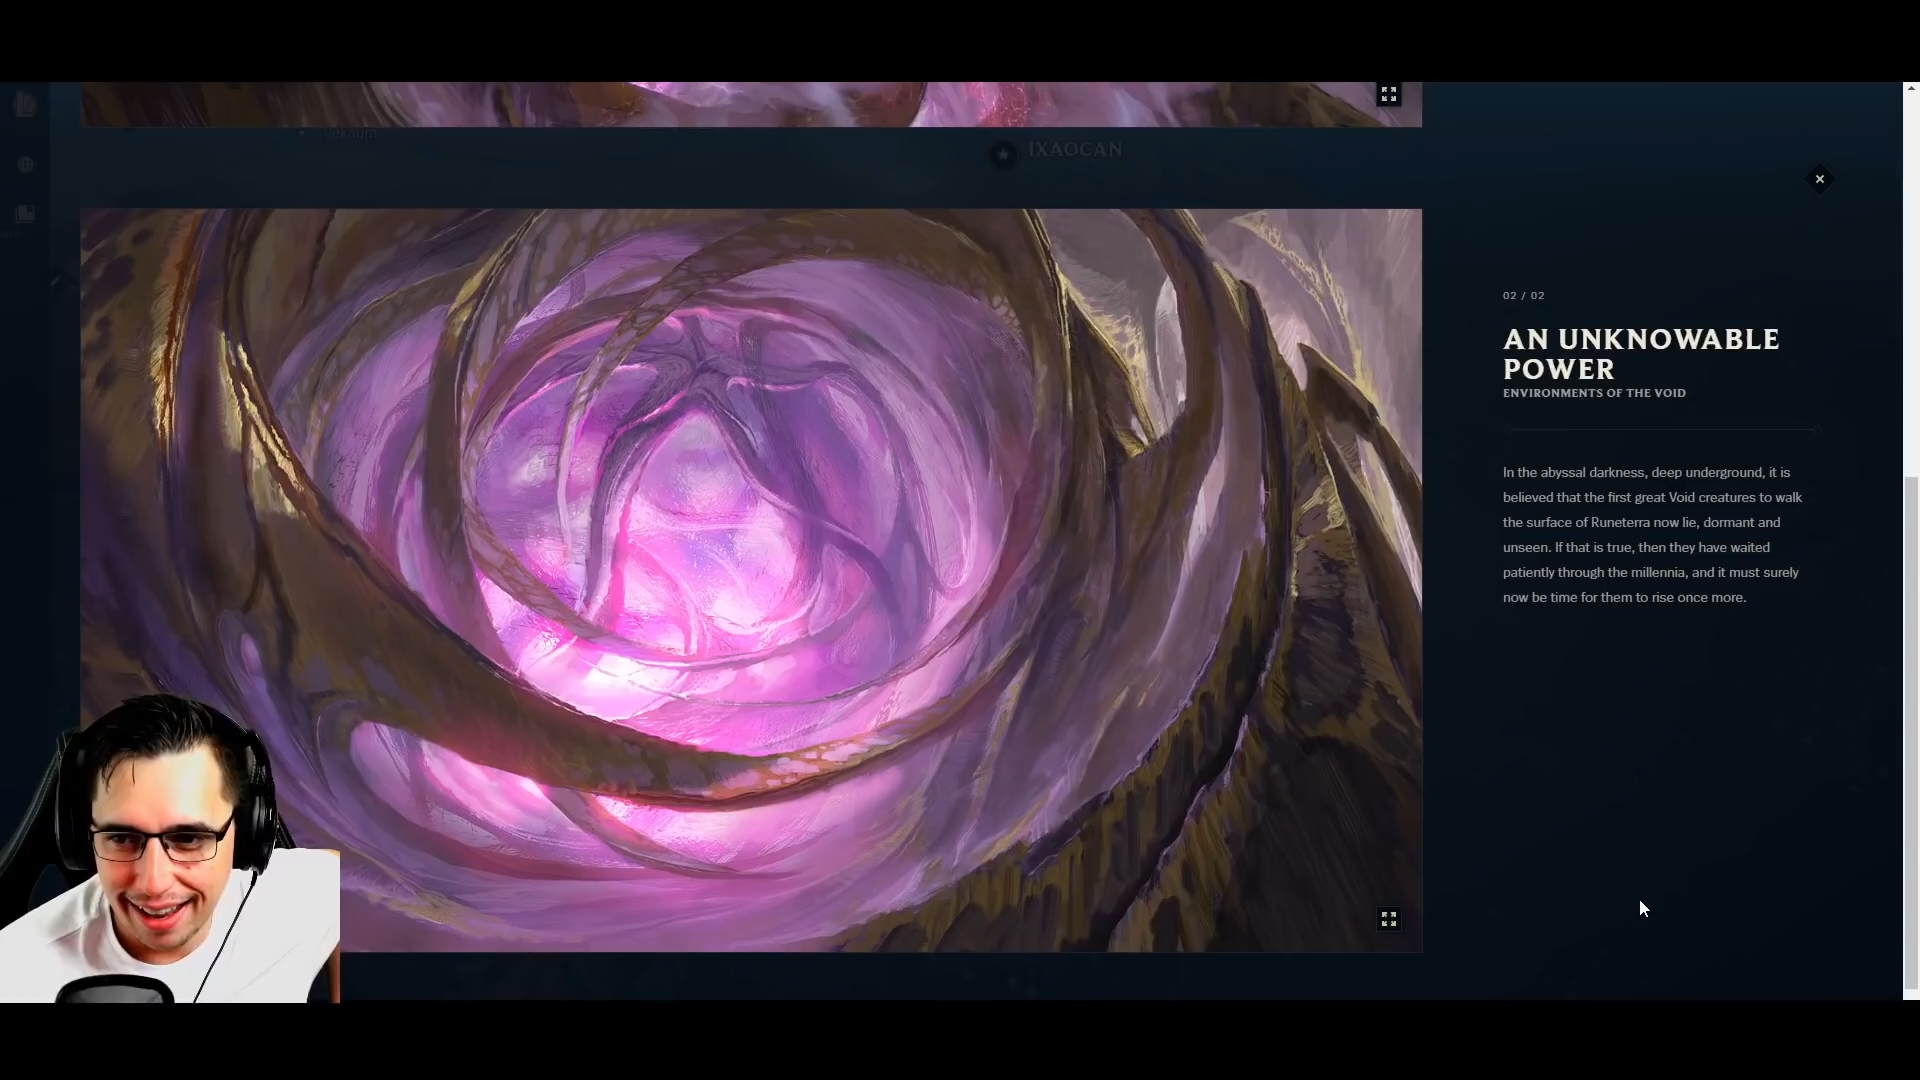 Vekaura
IXAOCAN
02 / 02
AN UNKNOWABLE
POWER
ENVIRONMENTS OF THE VOID
In the abyssal darkness, deep underground, it is
believed that the first great Void creatures to walk
the surface of Runeterra now lie, dormant and
unseen. If that is true, then they have waited
patiently through the millennia, and it must surely
now be time for them to rise once more.